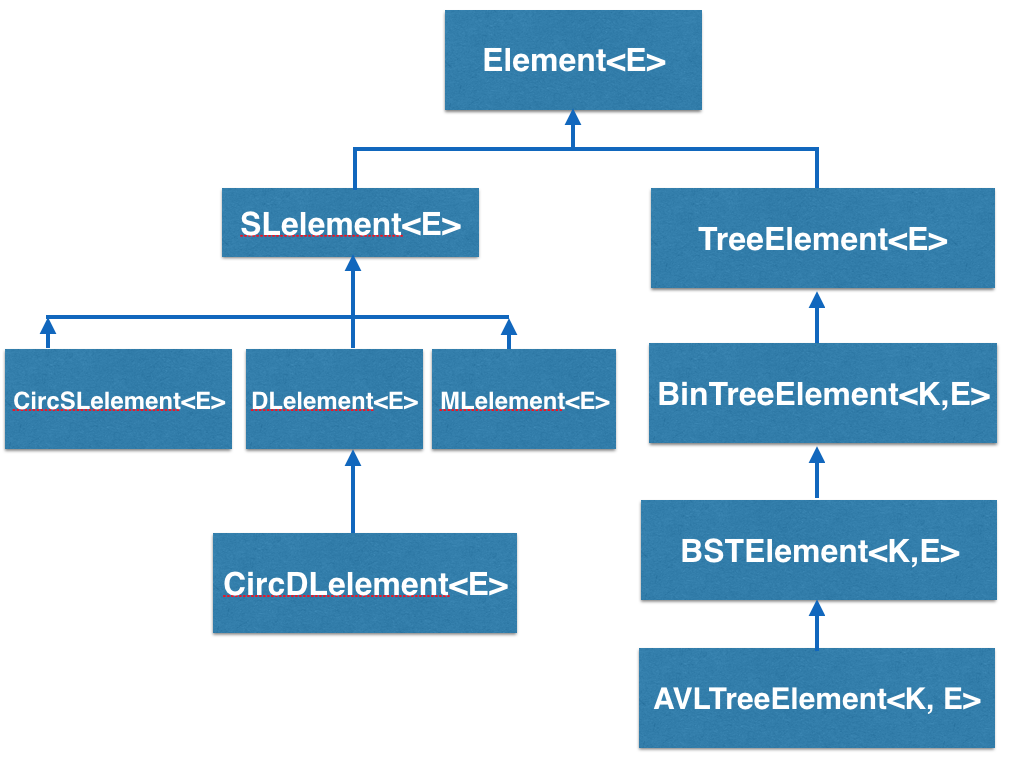 Element<E>
SLelement<E>
TreeElement<E>
CircSLelement<E>
DLelement<E>
MLelement<E>
BinTreeElement<K,E>
CircDLelement<E>
BSTElement<K,E>
AVLTreeElement<K, E>